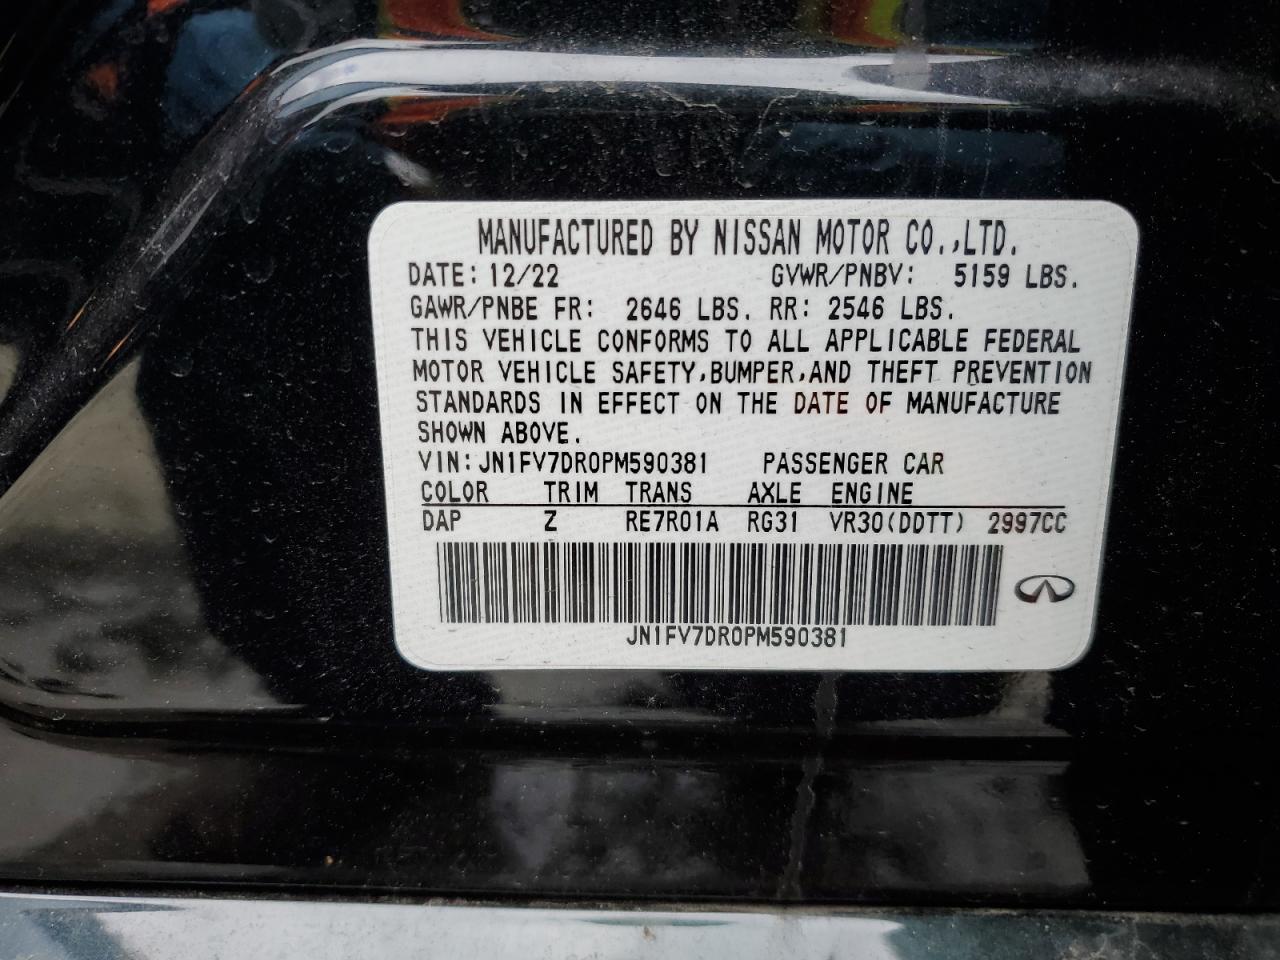 MANUFACTURED BY NISSAN MOTOR CO.,LTD.
DATE: 12/22 GVWR/PNBV: 5159 LBS.
GAWR/PNBE FR: 2646 LBS. RR: 2546 LBS.
THIS VEHICLE CONFORMS TO ALL APPLICABLE FEDERAL
MOTOR VEHICLE SAFETY,BUMPER,AND THEFT PREVENTION
STANDARDS IN EFFECT ON THE DATE OF MANUFACTURE
SHOWN ABOVE.
VIN:JN1FV7DR0PM590381 PASSENGER CAR
COLOR TRIM TRANS AXLE ENGINE
DAP Z RE7R01A RG31 VR30(DDTT) 2997CC
JN1FV7DR0PM590381